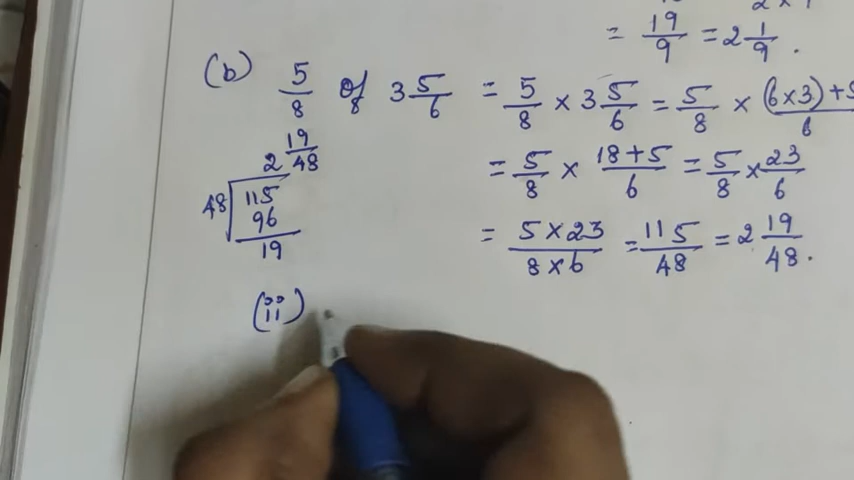 = 19/9 = 2 1/9 .
(b) 5/8 of 3 5/6 = 5/8 × 3 5/6 = 5/8 × (6×3)+5/6
= 5/8 × 18+5/6 = 5/8 × 23/6
= 5×23/8×6 = 115/48 = 2 19/48 .
2 19/48
48 115
96
19
(ii)